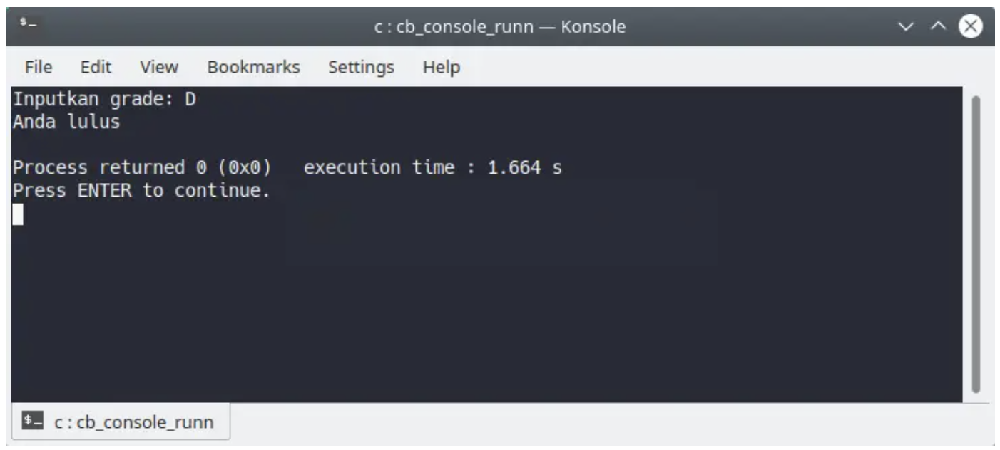 $_
c : cb_console_runn — Konsole
File Edit View Bookmarks Settings Help
Inputkan grade: D
Anda lulus
Process returned 0 (0x0)   execution time : 1.664 s
Press ENTER to continue.
$_ c : cb_console_runn